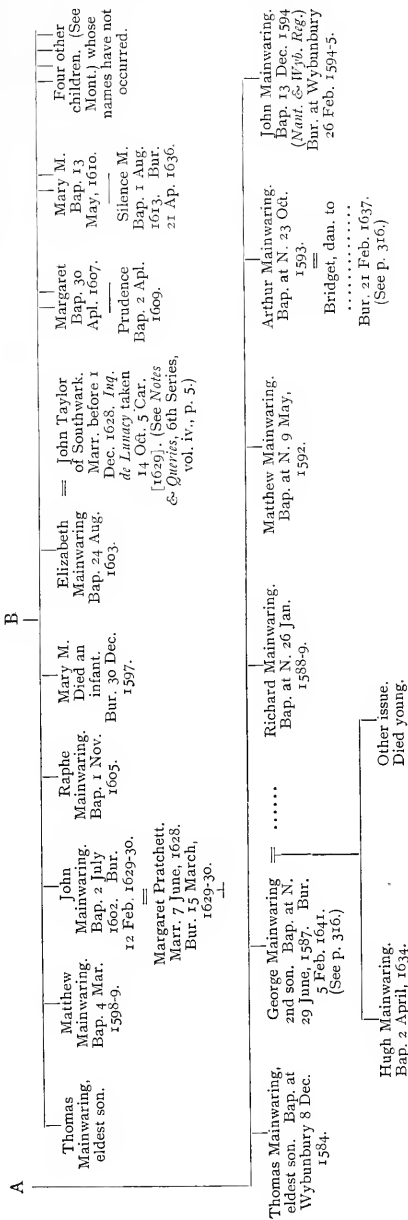 A
B
Thomas
Mainwaring,
eldest son.
Matthew
Mainwaring.
Bap. 4 Mar.
1598-9.
John
Mainwaring.
Bap. 2 July
1602. Bur.
12 Feb. 1629-30.
=
Margaret Pratchett.
Marr. 7 June, 1628.
Bur. 15 March,
1629-30.
Raphe
Mainwaring.
Bap. 1 Nov.
1605.
Mary M.
Died an
infant.
Bur. 30 Dec.
1597.
Elizabeth
Mainwaring
Bap. 24 Aug.
1603.
= John Taylor
of Southwark.
Marr. before 1
Dec. 1628. Inq.
de Lunacy taken
14 Oct. 5 Car.
[1629]. (See Notes
& Queries, 6th Series,
vol. iv., p. 5.)
Margaret
Bap. 30
Apl. 1607.
Prudence
Bap. 2 Apl.
1609.
Mary M.
Bap. 13
May, 1610.
Silence M.
Bap. 1 Aug.
1613. Bur.
21 Ap. 1636.
Four other
children. (See
Mont.) whose
names have not
occurred.
Thomas Mainwaring,
eldest son. Bap. at
Wybunbury 8 Dec.
1584.
George Mainwaring
2nd son. Bap. at N.
29 June, 1587. Bur.
5 Feb. 1641.
(See p. 316.)
= ......
Hugh Mainwaring.
Bap. 2 April, 1634.
Other issue.
Died young.
Richard Mainwaring.
Bap. at N. 26 Jan.
1588-9.
Matthew Mainwaring.
Bap. at N. 9 May,
1592.
Arthur Mainwaring.
Bap. at N. 23 Oct.
1593.
=
Bridget, dau. to
...............
Bur. 21 Feb. 1637.
(See p. 316.)
John Mainwaring.
Bap. 13 Dec. 1594
(Nant. & Wyb. Reg.)
Bur. at Wybunbury
26 Feb. 1594-5.